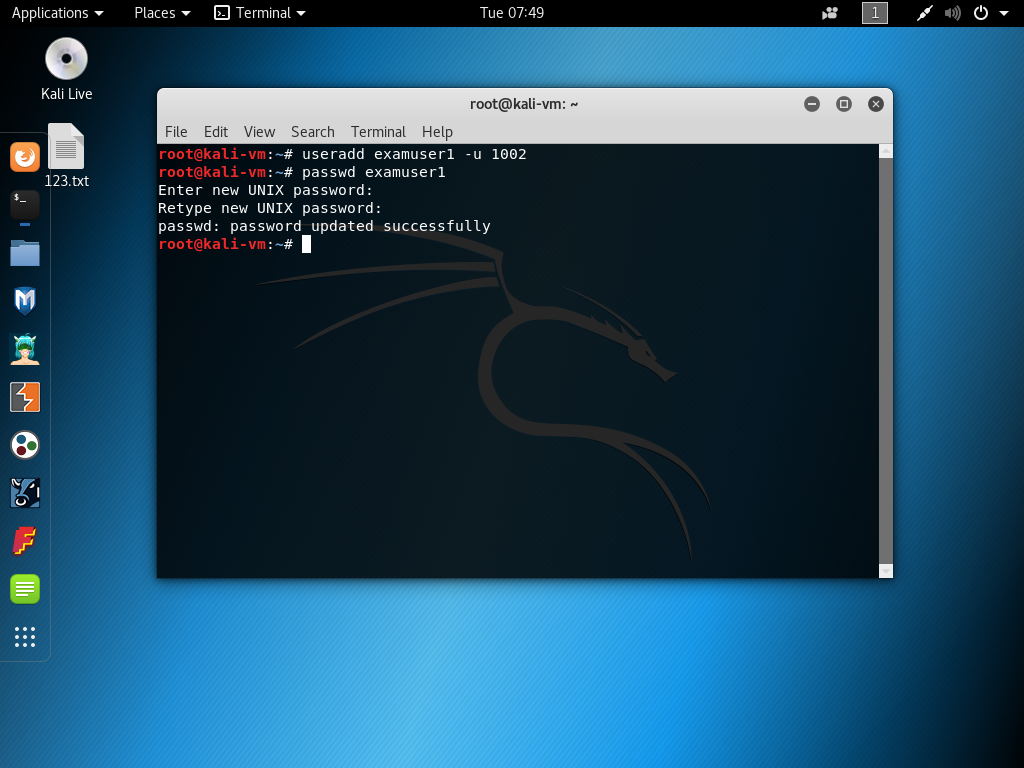 Applications Places Terminal Tue 07:49 1
Kali Live
123.txt
root@kali-vm: ~
File Edit View Search Terminal Help
root@kali-vm:~# useradd examuser1 -u 1002
root@kali-vm:~# passwd examuser1
Enter new UNIX password:
Retype new UNIX password:
passwd: password updated successfully
root@kali-vm:~#